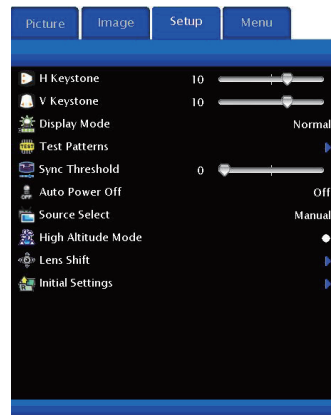 Picture Image Setup Menu
H Keystone 10
V Keystone 10
Display Mode Normal
TEST Test Patterns
Sync Threshold 0
Auto Power Off Off
Source Select Manual
High Altitude Mode
Lens Shift
Initial Settings